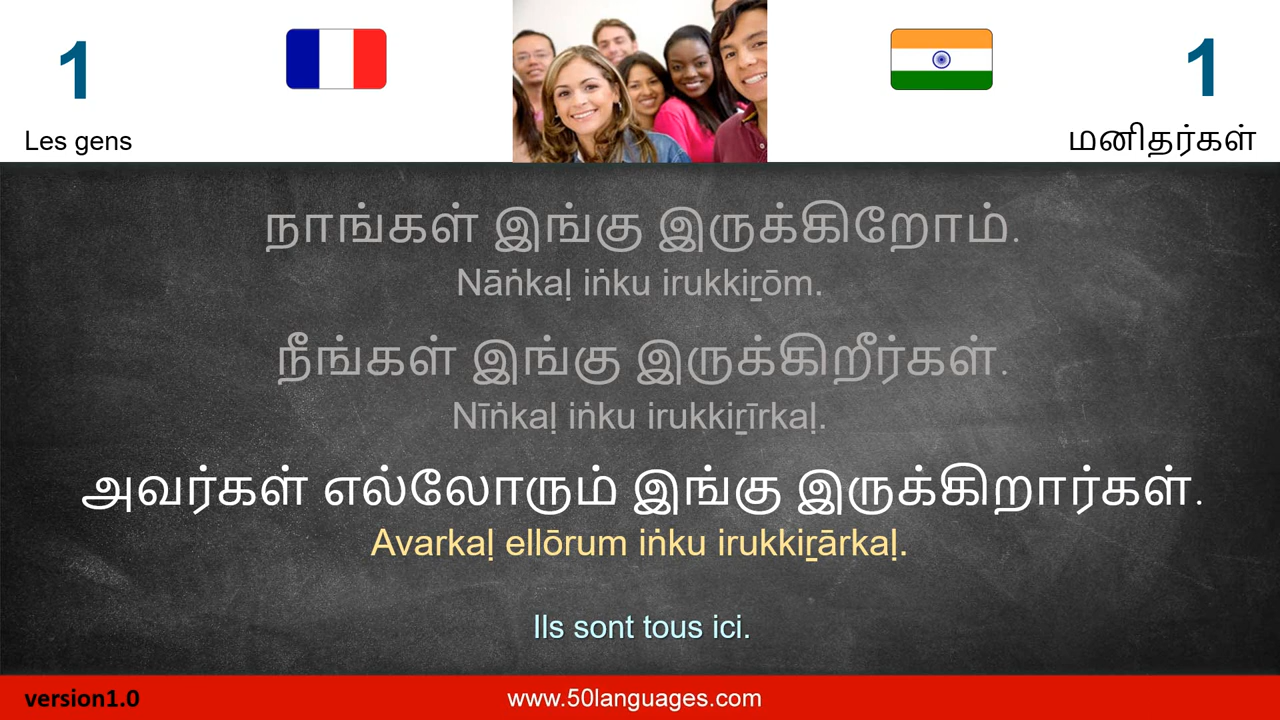 1
1
Les gens
மனிதர்கள்
நாங்கள் இங்கு இருக்கிறோம்.
Nāṅkaḷ iṅku irukkiṟōm.
நீங்கள் இங்கு இருக்கிறீர்கள்.
Nīṅkaḷ iṅku irukkiṟīrkaḷ.
அவர்கள் எல்லோரும் இங்கு இருக்கிறார்கள்.
Avarkaḷ ellōrum iṅku irukkiṟārkaḷ.
Ils sont tous ici.
version1.0
www.50languages.com